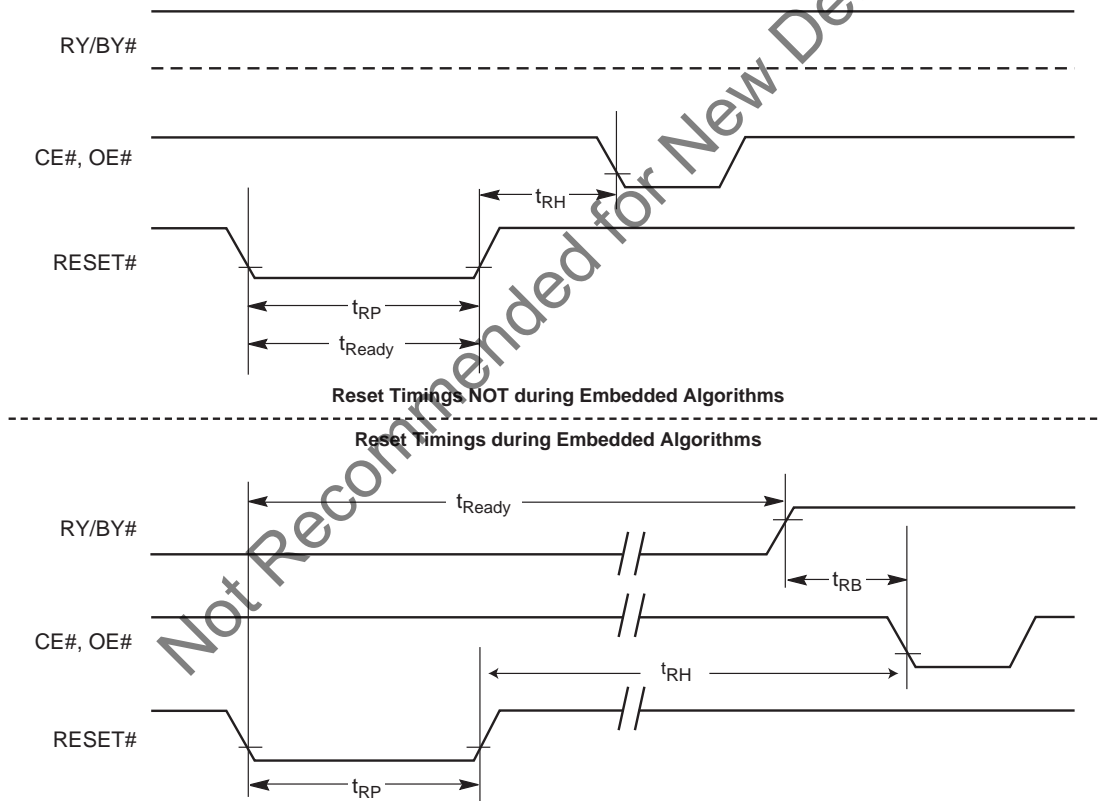 RY/BY#
CE#, OE#
tRH
RESET#
tRP
tReady
Reset Timings NOT during Embedded Algorithms
Reset Timings during Embedded Algorithms
tReady
RY/BY#
tRB
CE#, OE#
tRH
RESET#
tRP
Not Recommended for New